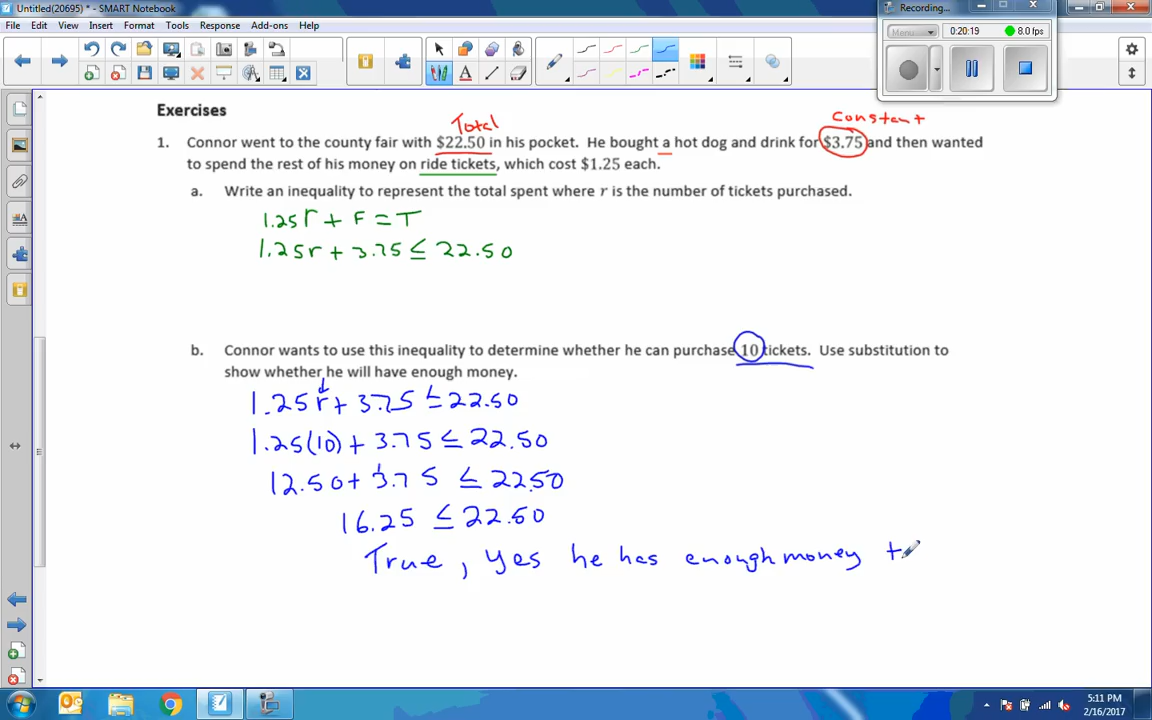 Untitled(20695) * - SMART Notebook
Recording...
File Edit View Insert Format Tools Response Add-ons Help
Menu
0:20:19
8.0 fps
Exercises
Total
constant
1. Connor went to the county fair with $22.50 in his pocket. He bought a hot dog and drink for $3.75 and then wanted
to spend the rest of his money on ride tickets, which cost $1.25 each.
a. Write an inequality to represent the total spent where r is the number of tickets purchased.
1.25r + F = T
1.25r + 3.75 ≤ 22.50
b. Connor wants to use this inequality to determine whether he can purchase 10 tickets. Use substitution to
show whether he will have enough money.
1.25r + 3.75 ≤ 22.50
1.25(10) + 3.75 ≤ 22.50
12.50 + 3.75 ≤ 22.50
16.25 ≤ 22.50
True, Yes he has enough money t
5:11 PM
2/16/2017